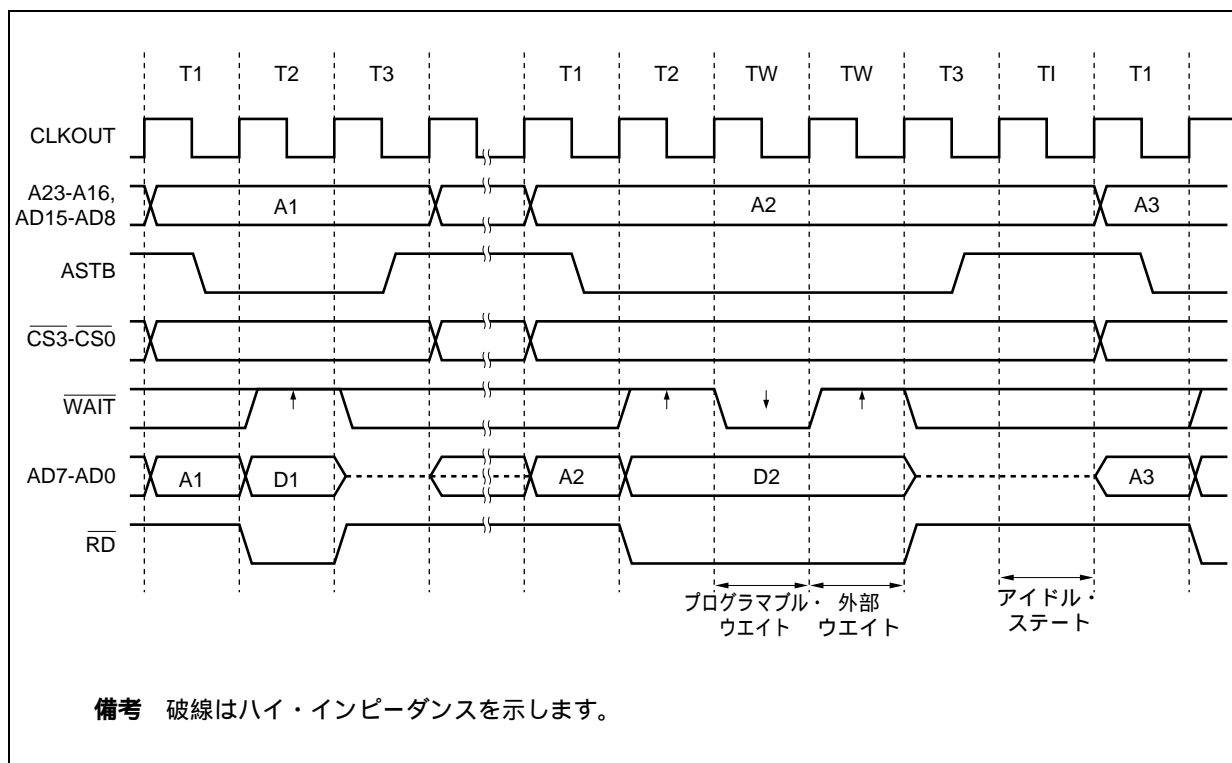 T1 T2 T3 T1 T2 TW TW T3 TI T1
CLKOUT
A23-A16,
AD15-AD8
A1 A2 A3
ASTB
CS3-CS0
WAIT
AD7-AD0
A1 D1 A2 D2 A3
RD
プログラマブル・
ウエイト
外部
ウエイト
アイドル・
ステート
備考 破線はハイ・インピーダンスを示します。